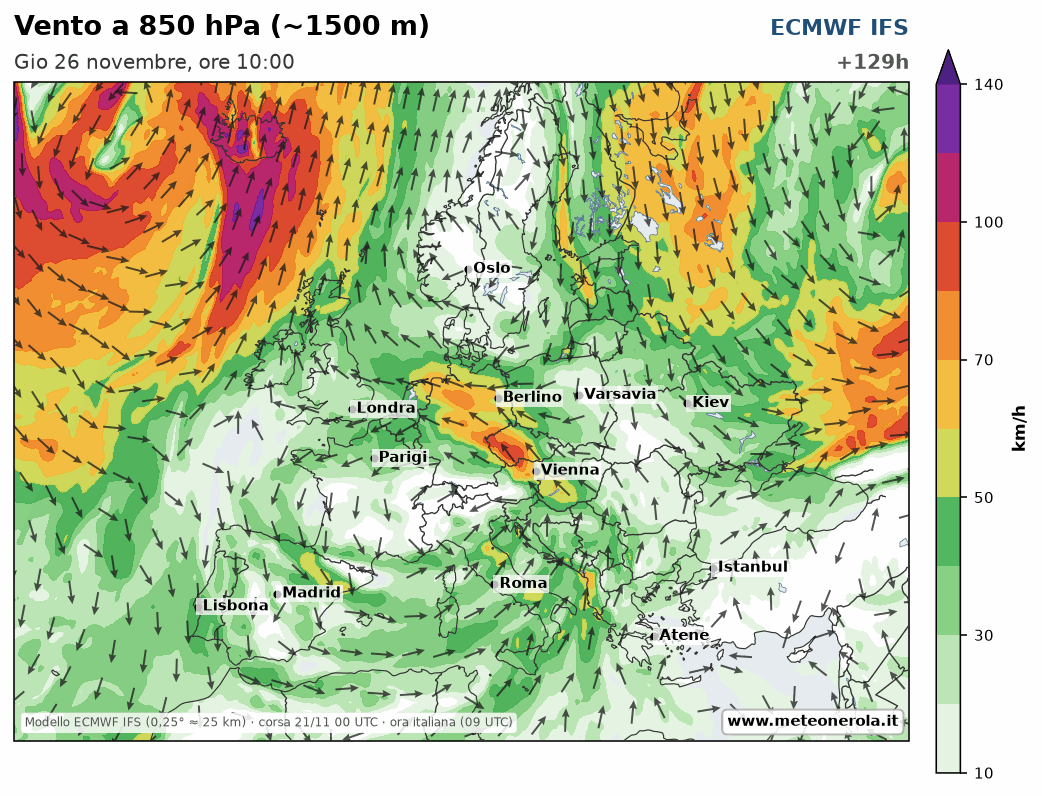 Vento a 850 hPa (~1500 m)
ECMWF IFS
Gio 26 novembre, ore 10:00
+129h
140
100
70
50
30
10
km/h
Oslo
Berlino
Varsavia
Kiev
Londra
Parigi
Vienna
Istanbul
Roma
Madrid
Lisbona
Atene
Modello ECMWF IFS (0,25° ≈ 25 km) · corsa 21/11 00 UTC · ora italiana (09 UTC)
www.meteonerola.it